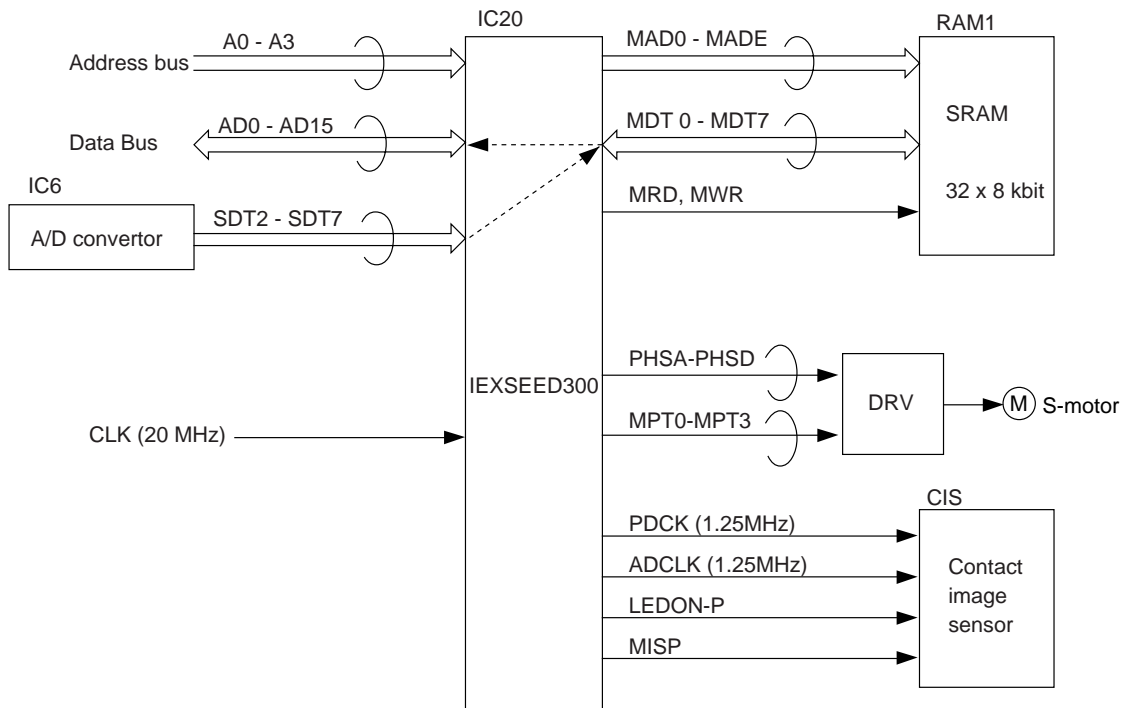 IC20
RAM1
A0 - A3
MAD0 - MADE
Address bus
AD0 - AD15
MDT 0 - MDT7
SRAM
Data Bus
IC6
MRD, MWR
32 x 8 kbit
SDT2 - SDT7
A/D convertor
PHSA-PHSD
IEXSEED300
DRV
M
S-motor
MPT0-MPT3
CLK (20 MHz)
CIS
PDCK (1.25MHz)
ADCLK (1.25MHz)
Contact
image
sensor
LEDON-P
MISP